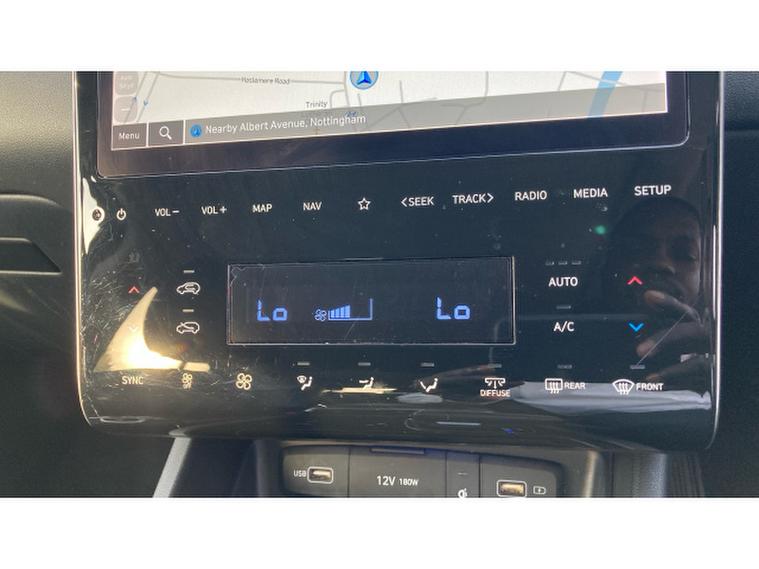 Haslemere Road
Trinity
Menu
Nearby Albert Avenue, Nottingham
VOL- VOL+ MAP NAV <SEEK TRACK> RADIO MEDIA SETUP
AUTO
Lo Lo
A/C
SYNC DIFFUSE REAR FRONT
USB 12V 180W